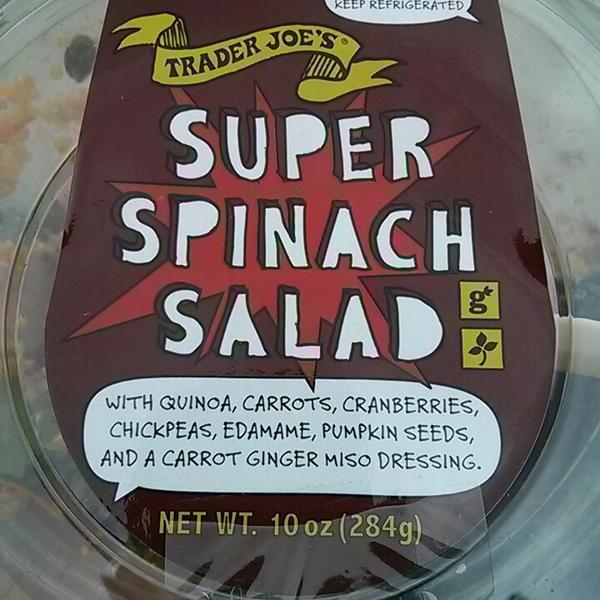 KEEP REFRIGERATED
TRADER JOE'S®
SUPER
SPINACH
SALAD
g
WITH QUINOA, CARROTS, CRANBERRIES,
CHICKPEAS, EDAMAME, PUMPKIN SEEDS,
AND A CARROT GINGER MISO DRESSING.
NET WT. 10 oz (284g)